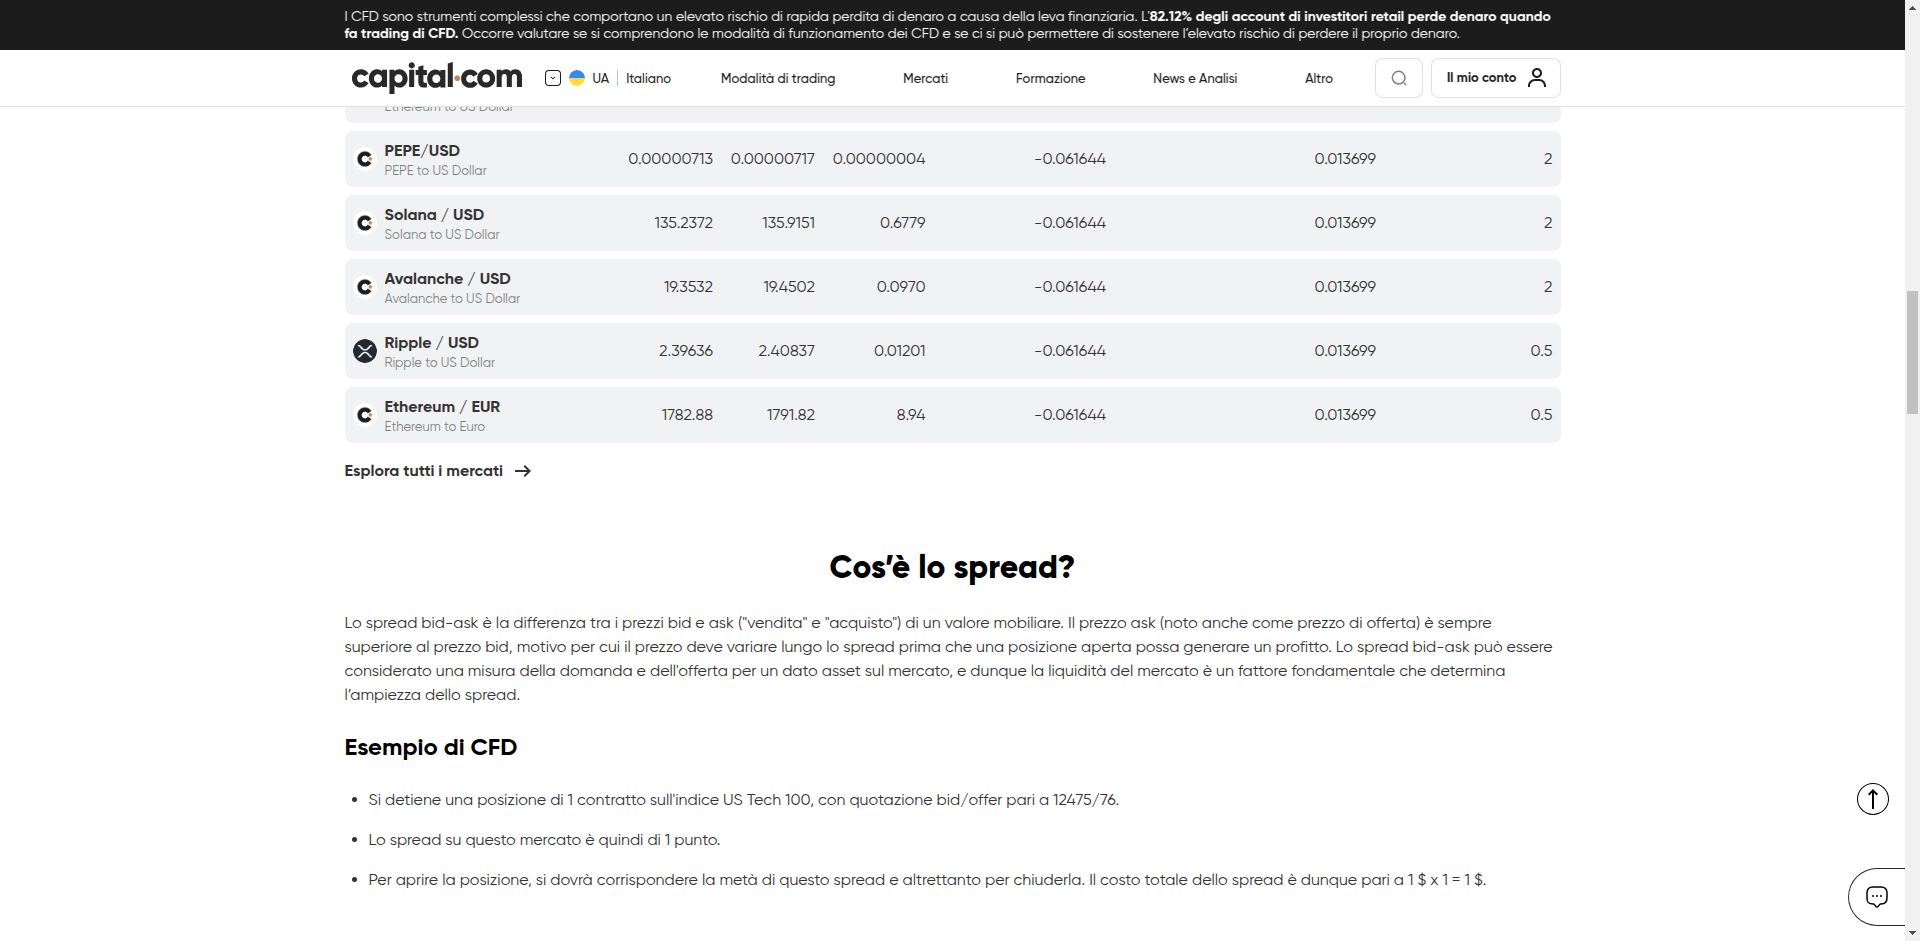 I CFD sono strumenti complessi che comportano un elevato rischio di rapida perdita di denaro a causa della leva finanziaria. L'82.12% degli account di investitori retail perde denaro quando
fa trading di CFD. Occorre valutare se si comprendono le modalità di funzionamento dei CFD e se ci si può permettere di sostenere l'elevato rischio di perdere il proprio denaro.
capital.com UA Italiano Modalità di trading Mercati Formazione News e Analisi Altro Il mio conto
Ethereum to US Dollar
PEPE/USD 0.00000713 0.00000717 0.00000004 -0.061644 0.013699 2
PEPE to US Dollar
Solana / USD 135.2372 135.9151 0.6779 -0.061644 0.013699 2
Solana to US Dollar
Avalanche / USD 19.3532 19.4502 0.0970 -0.061644 0.013699 2
Avalanche to US Dollar
Ripple / USD 2.39636 2.40837 0.01201 -0.061644 0.013699 0.5
Ripple to US Dollar
Ethereum / EUR 1782.88 1791.82 8.94 -0.061644 0.013699 0.5
Ethereum to Euro
Esplora tutti i mercati
Cos'è lo spread?
Lo spread bid-ask è la differenza tra i prezzi bid e ask ("vendita" e "acquisto") di un valore mobiliare. Il prezzo ask (noto anche come prezzo di offerta) è sempre
superiore al prezzo bid, motivo per cui il prezzo deve variare lungo lo spread prima che una posizione aperta possa generare un profitto. Lo spread bid-ask può essere
considerato una misura della domanda e dell'offerta per un dato asset sul mercato, e dunque la liquidità del mercato è un fattore fondamentale che determina
l'ampiezza dello spread.
Esempio di CFD
• Si detiene una posizione di 1 contratto sull'indice US Tech 100, con quotazione bid/offer pari a 12475/76.
• Lo spread su questo mercato è quindi di 1 punto.
• Per aprire la posizione, si dovrà corrispondere la metà di questo spread e altrettanto per chiuderla. Il costo totale dello spread è dunque pari a 1 $ x 1 = 1 $.